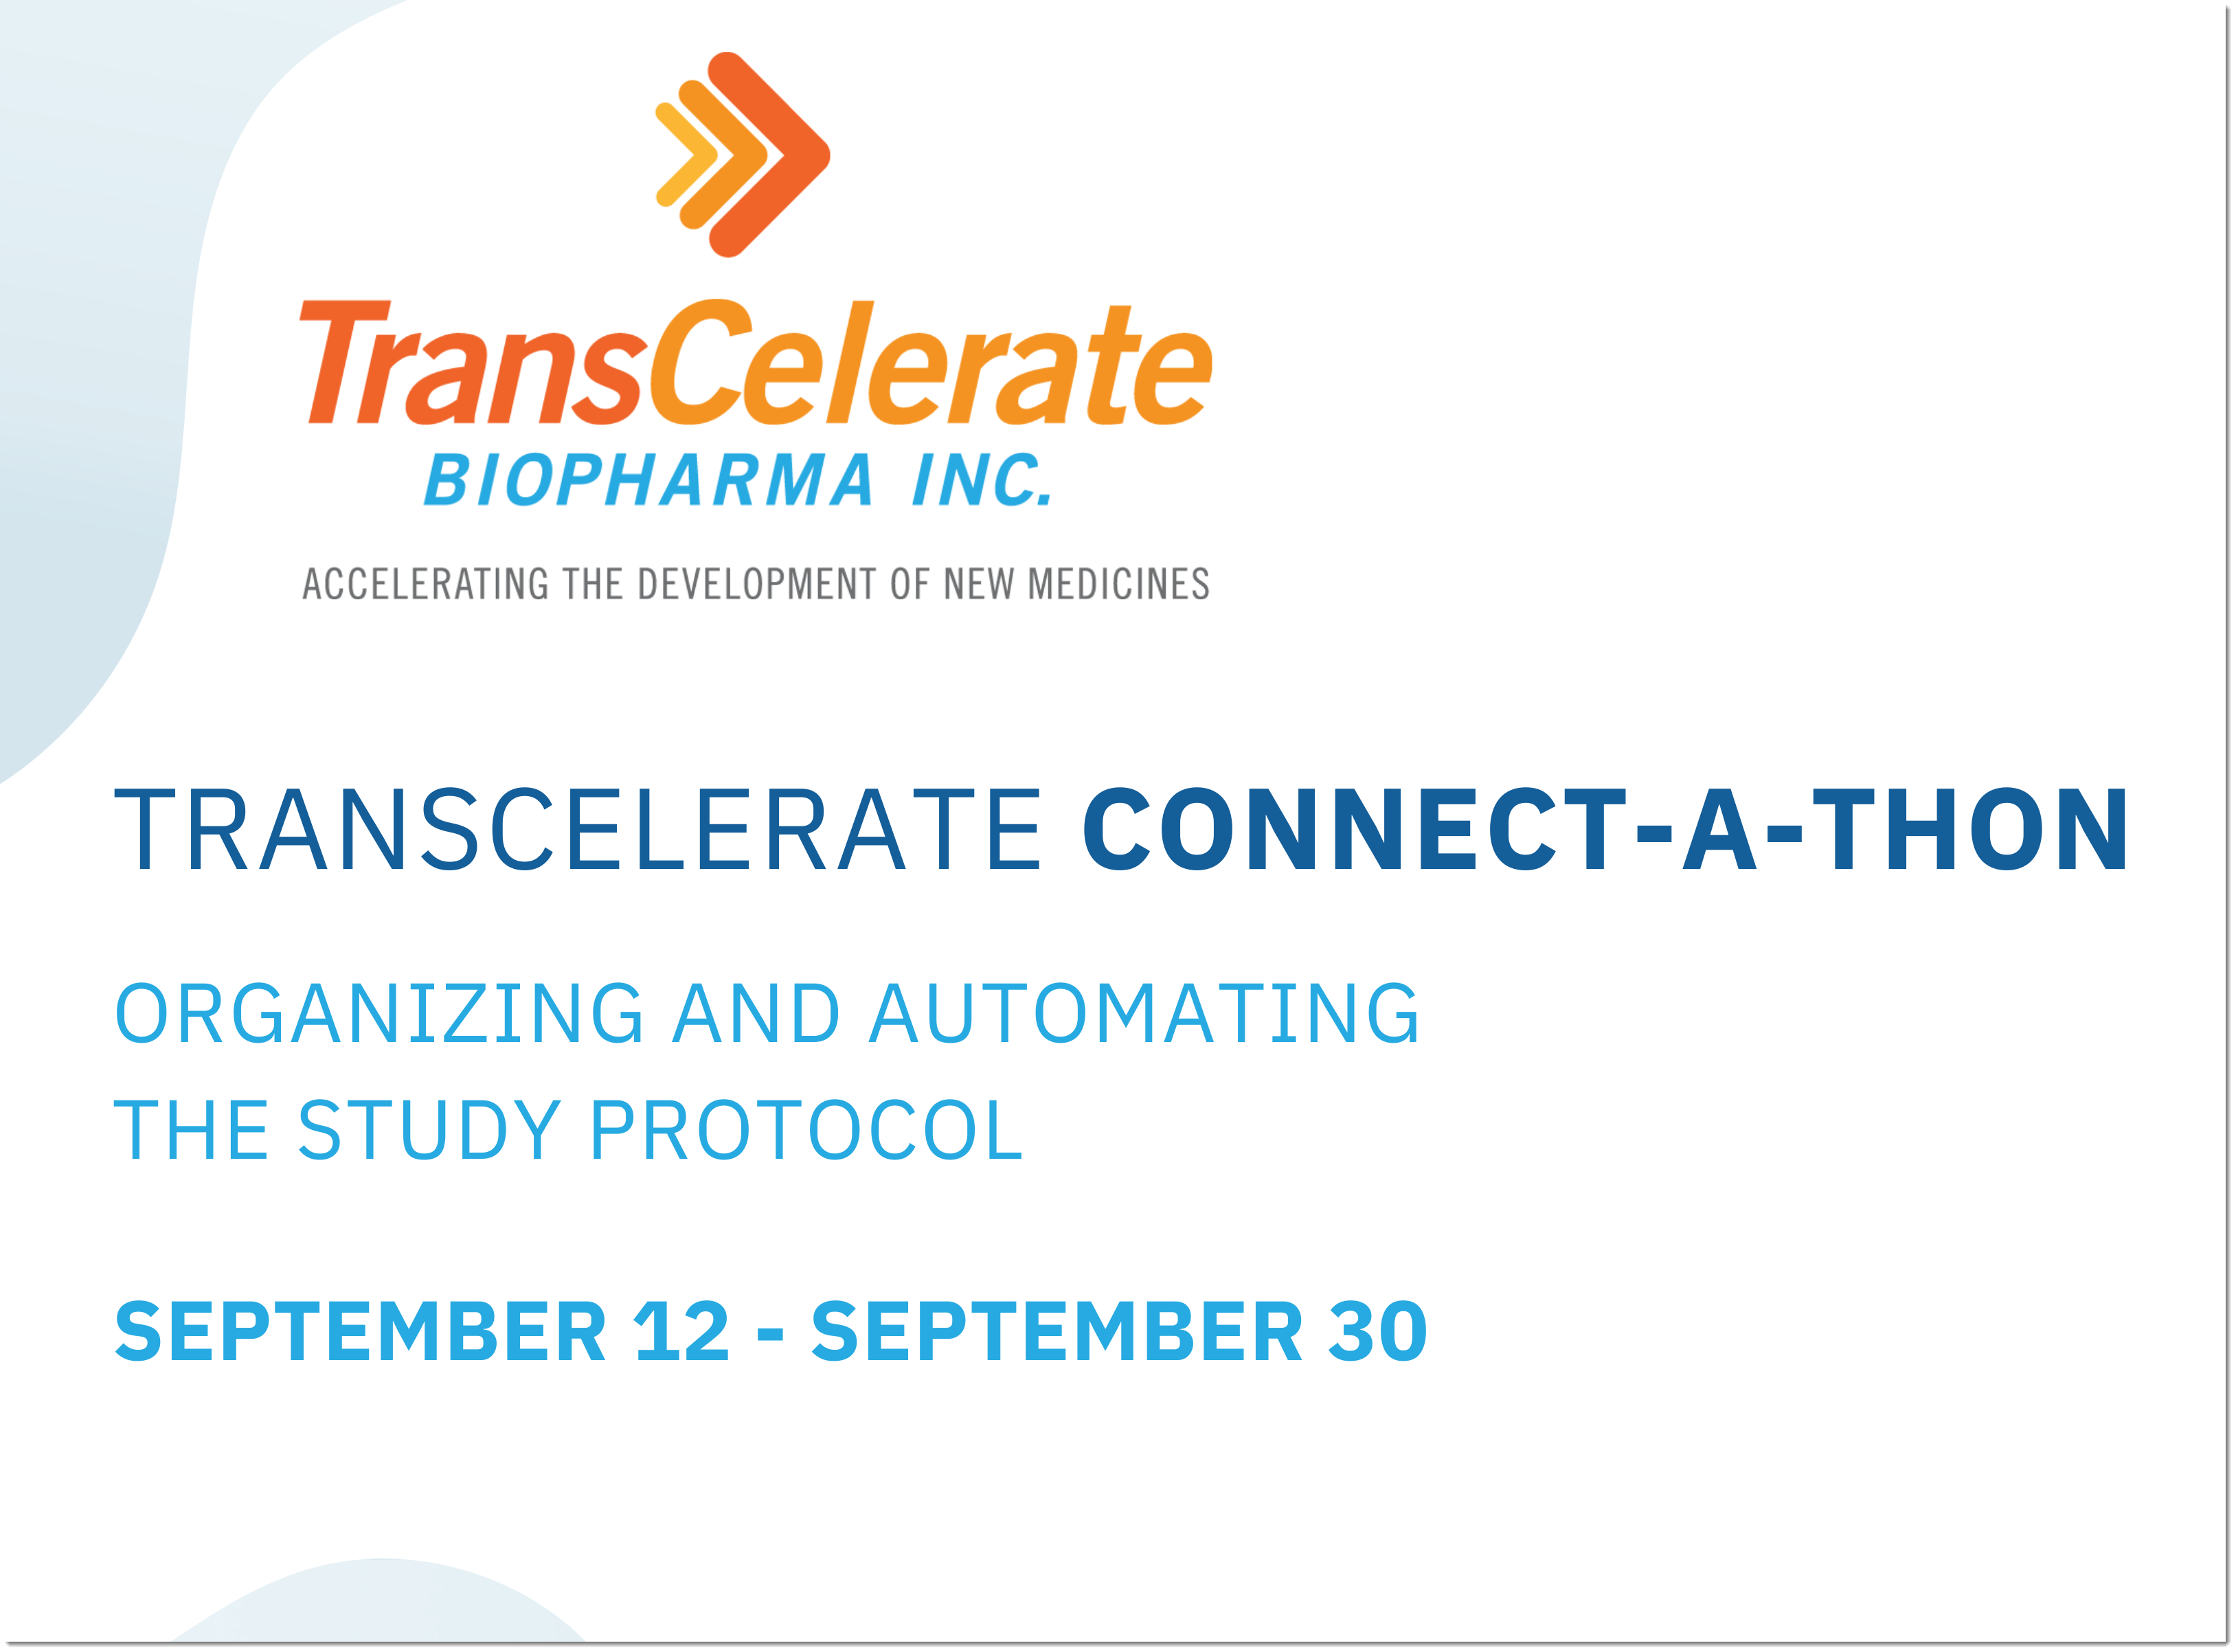 TransCelerate
BIOPHARMA INC.
ACCELERATING THE DEVELOPMENT OF NEW MEDICINES
TRANSCELERATE CONNECT-A-THON
ORGANIZING AND AUTOMATING
THE STUDY PROTOCOL
SEPTEMBER 12 - SEPTEMBER 30